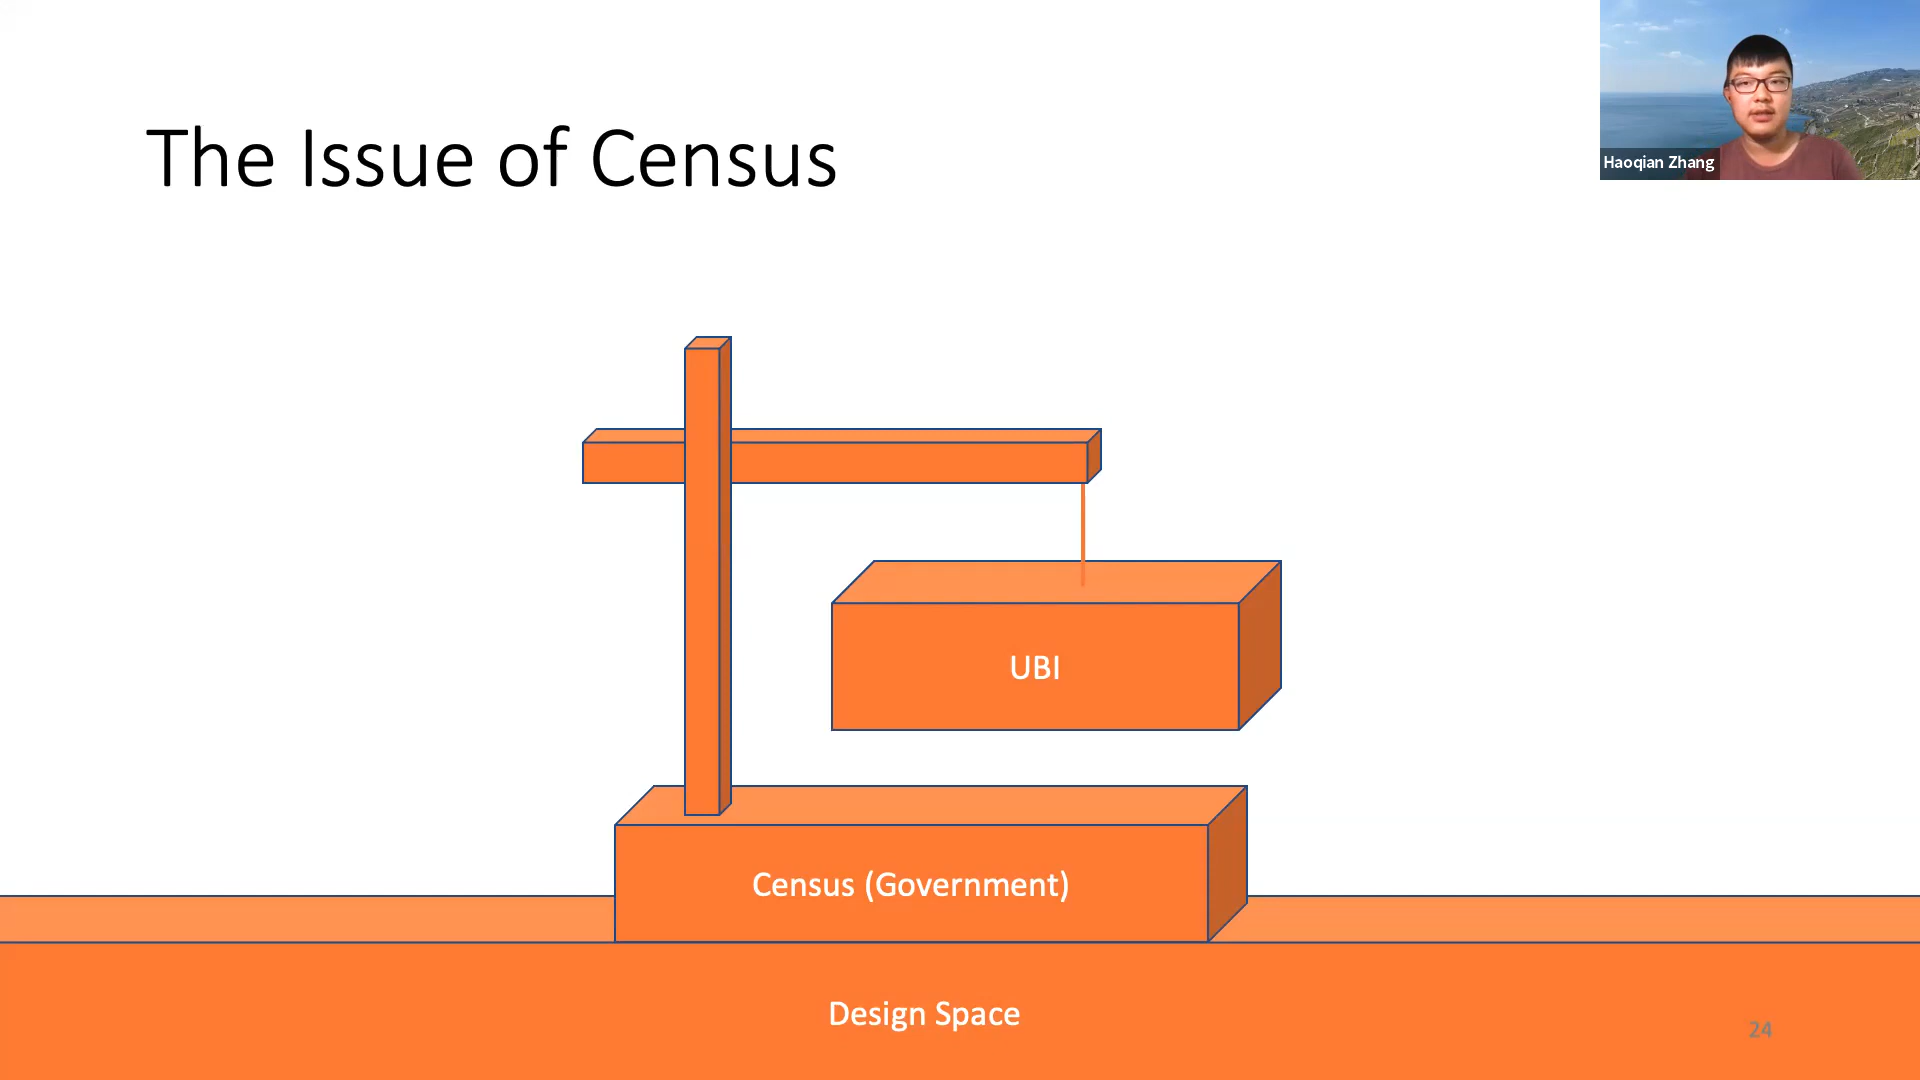 The Issue of Census
Haoqian Zhang
UBI
Census (Government)
Design Space
24